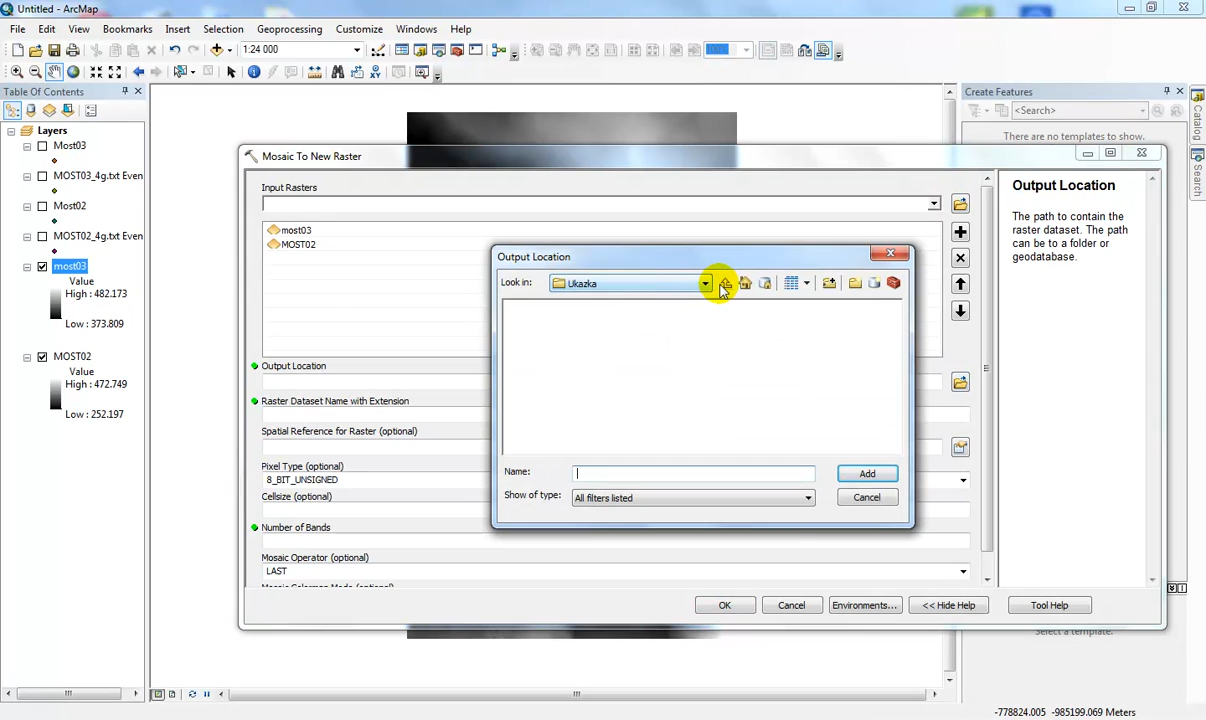 Untitled - ArcMap
File Edit View Bookmarks Insert Selection Geoprocessing Customize Windows Help
1:24 000
100%
Table Of Contents
Layers
Most03
MOST03_4g.txt Even
Most02
MOST02_4g.txt Even
most03
Value
High : 482.173
Low : 373.809
MOST02
Value
High : 472.749
Low : 252.197
Mosaic To New Raster
Input Rasters
most03
MOST02
Output Location
Raster Dataset Name with Extension
Spatial Reference for Raster (optional)
Pixel Type (optional)
8_BIT_UNSIGNED
Cellsize (optional)
Number of Bands
Mosaic Operator (optional)
LAST
Mosaic Colormap Mode (optional)
OK Cancel Environments... << Hide Help Tool Help
Output Location
The path to contain the
raster dataset. The path
can be to a folder or
geodatabase.
Output Location
Look in: Ukazka
Name: Add
Show of type: All filters listed Cancel
Create Features
<Search>
There are no templates to show.
Select a template.
Catalog
Search
-778824.005 -985199.069 Meters